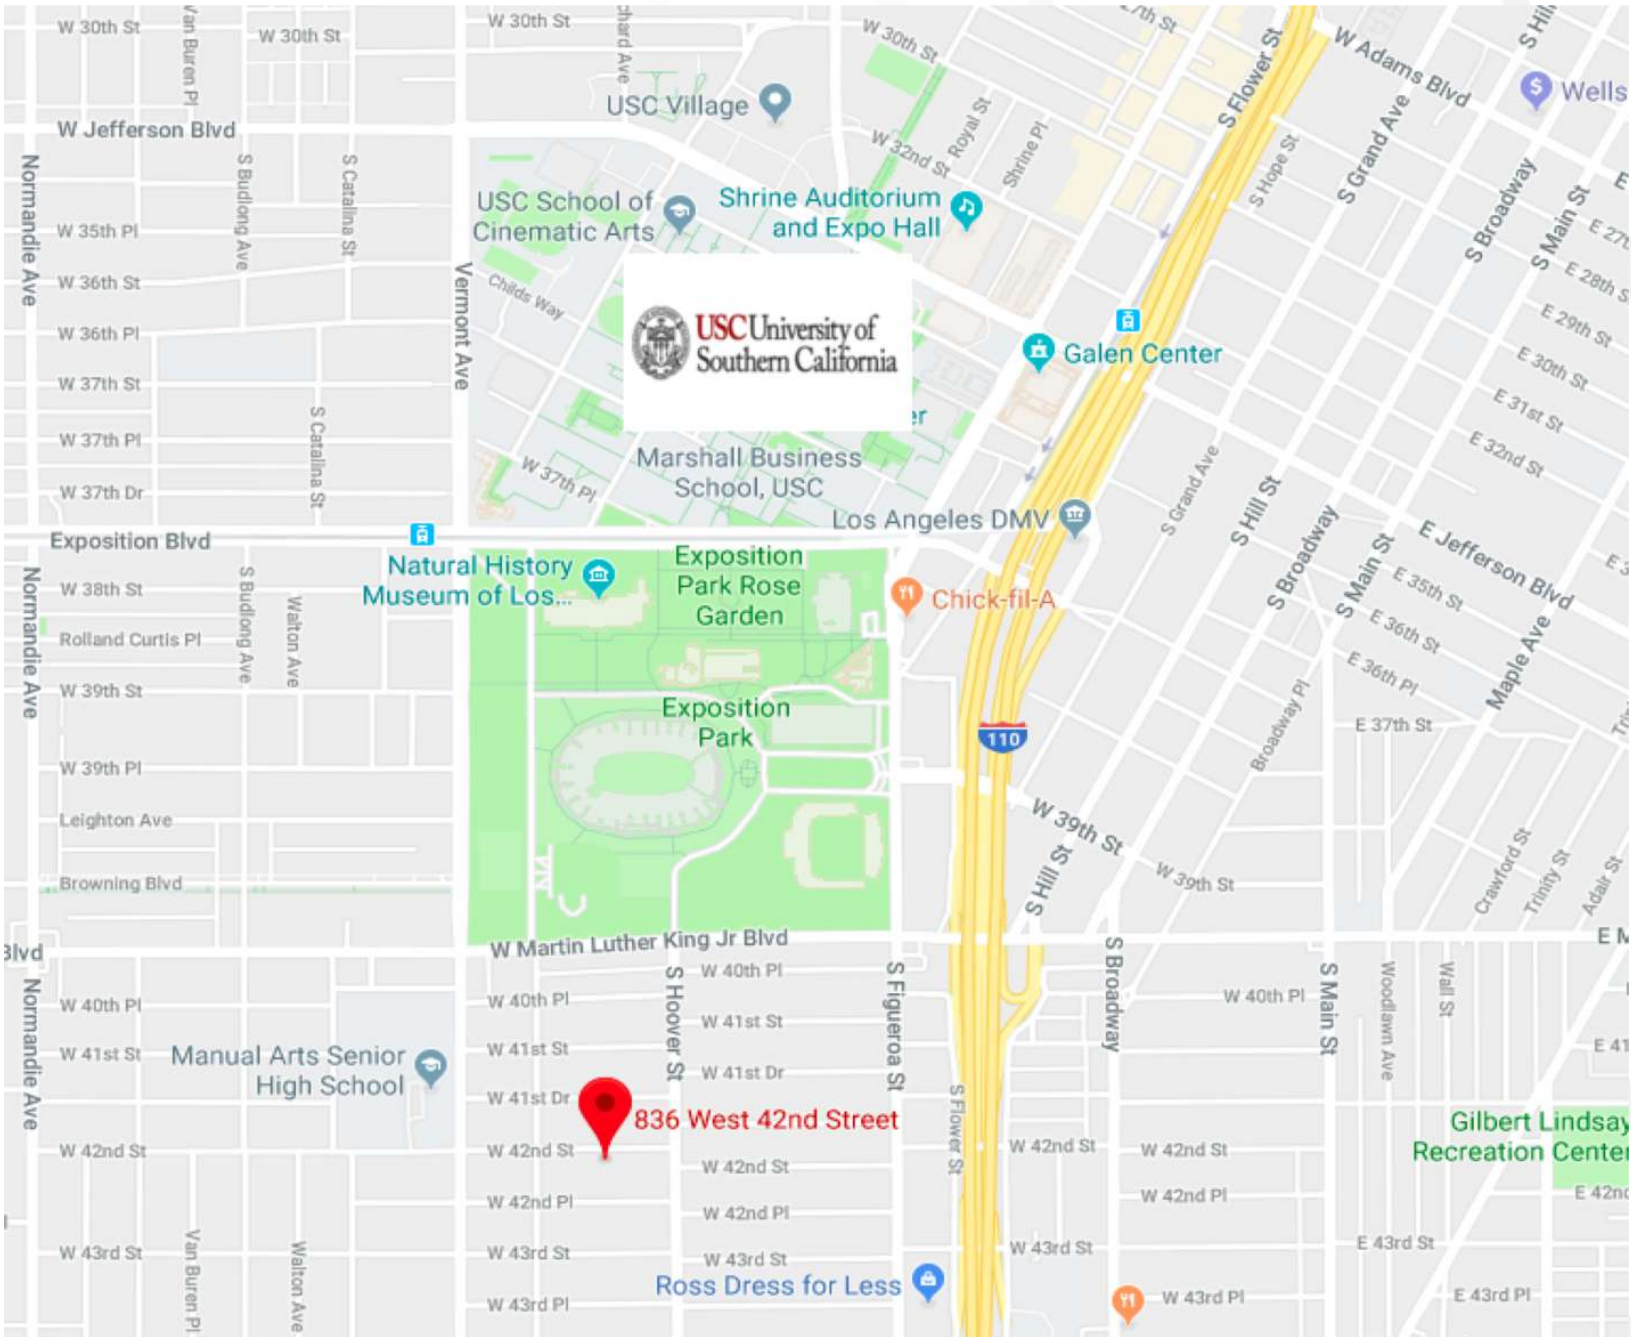 W 30th St
Van Buren Pl
W 30th St
W 30th St
chard Ave
W 30th St
27th St
S Flower St
W Adams Blvd
S Hill
Wells
USC Village
W Jefferson Blvd
Royal St
W 32nd St
Shrine Pl
S Hope St
S Grand Ave
S Broadway
S Main St
E 27t
E 28th S
E 29th St
E 30th St
E 31st St
E 32nd St
Normandie Ave
S Budlong Ave
S Catalina St
USC School of
Cinematic Arts
Shrine Auditorium
and Expo Hall
W 35th Pl
W 36th St
W 36th Pl
W 37th St
W 37th Pl
W 37th Dr
Vermont Ave
Childs Way
USC University of
Southern California
Galen Center
er
S Catalina St
W 37th Pl
Marshall Business
School, USC
Los Angeles DMV
S Grand Ave
S Hill St
S Broadway
S Main St
E Jefferson Blvd
E 35th St
E 36th St
E 36th Pl
Maple Ave
Exposition Blvd
Natural History
Museum of Los...
Exposition
Park Rose
Garden
Chick-fil-A
W 38th St
Rolland Curtis Pl
W 39th St
Normandie Ave
S Budlong Ave
Walton Ave
Exposition
Park
110
Broadway Pl
E 37th St
W 39th Pl
Leighton Ave
Browning Blvd
W 39th St
W 39th St
S Hill St
Crawford St
Trinity St
Adair St
Blvd
W Martin Luther King Jr Blvd
E M
Normandie Ave
W 40th Pl
W 41st St
Manual Arts Senior
High School
W 40th Pl
W 41st St
W 41st Dr
S Hoover St
W 40th Pl
W 41st St
W 41st Dr
S Figueroa St
S Flower St
S Broadway
W 40th Pl
S Main St
Woodlawn Ave
Wall St
E 41
836 West 42nd Street
Gilbert Lindsay
Recreation Center
W 42nd St
W 42nd St
W 42nd St
W 42nd St
W 42nd St
E 42nd
W 42nd Pl
W 42nd Pl
W 42nd Pl
W 43rd St
Van Buren Pl
Walton Ave
W 43rd St
W 43rd St
W 43rd St
E 43rd St
Ross Dress for Less
W 43rd Pl
W 43rd Pl
E 43rd Pl